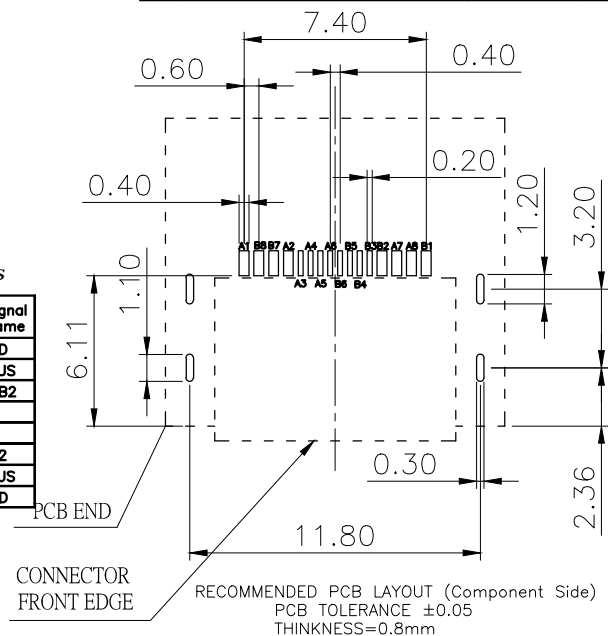 7.40
0.60
0.40
0.20
0.40
1.20
3.20
A1 B8 B7 A2 A4 A6 B5 B3 B2 A7 A8 B1
A3 A5 B6 B4
1.10
6.11
s
gnal
ame
D
US
B2
2
US
D
0.30
2.36
PCB END
11.80
CONNECTOR
FRONT EDGE
RECOMMENDED PCB LAYOUT (Component Side)
PCB TOLERANCE ±0.05
THINKNESS=0.8mm